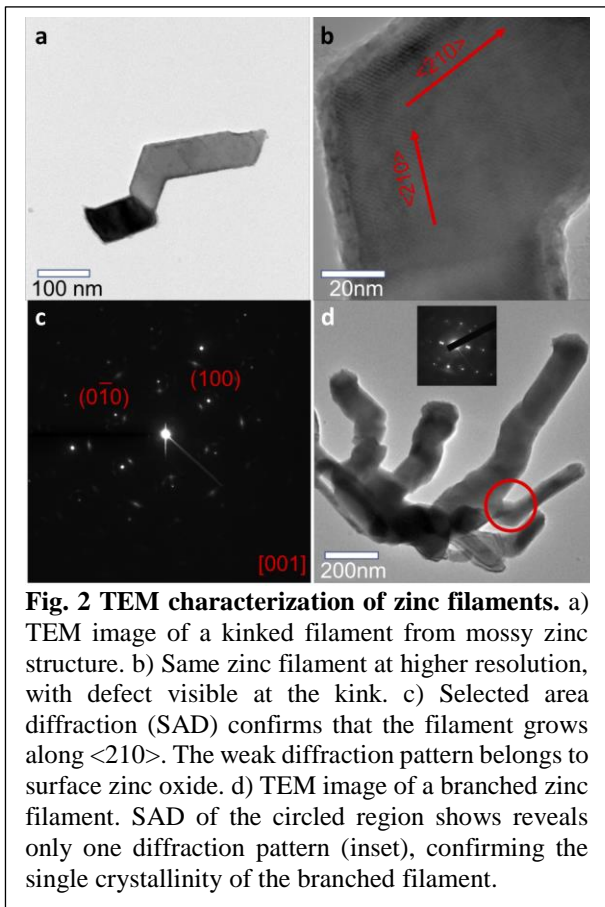 a
b
<210>
<210>
100 nm
20nm
c
d
(100)
(01̅0)
[001]
200nm
Fig. 2 TEM characterization of zinc filaments. a)
TEM image of a kinked filament from mossy zinc
structure. b) Same zinc filament at higher resolution,
with defect visible at the kink. c) Selected area
diffraction (SAD) confirms that the filament grows
along <210>. The weak diffraction pattern belongs to
surface zinc oxide. d) TEM image of a branched zinc
filament. SAD of the circled region shows reveals
only one diffraction pattern (inset), confirming the
single crystallinity of the branched filament.